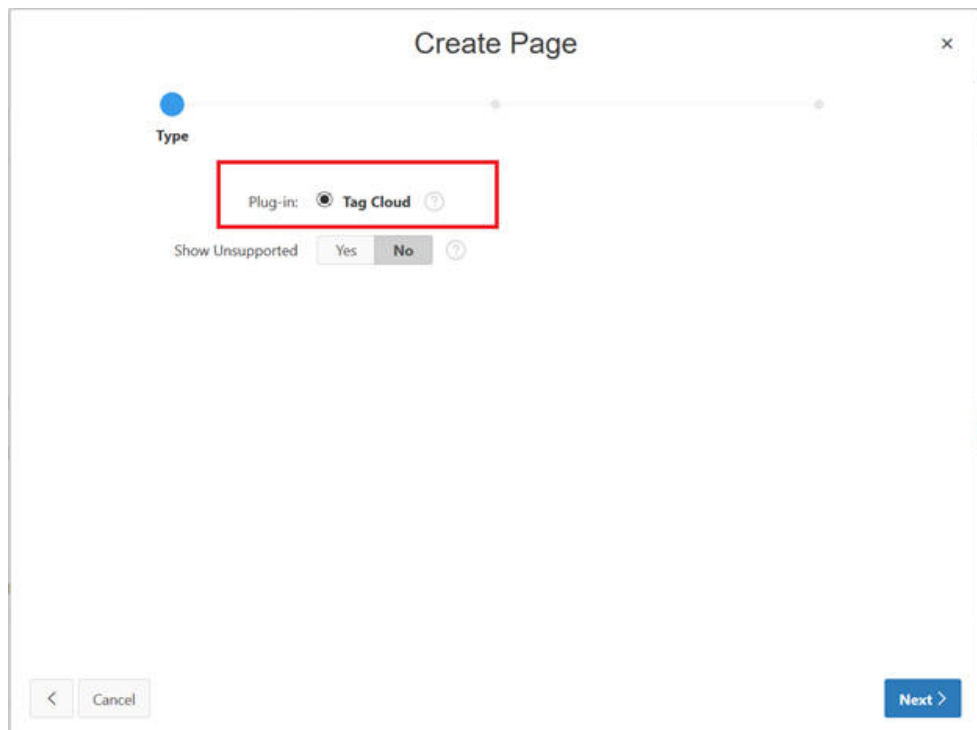 Create Page
×
Type
Plug-in: Tag Cloud ?
Show Unsupported Yes No ?
< Cancel
Next >